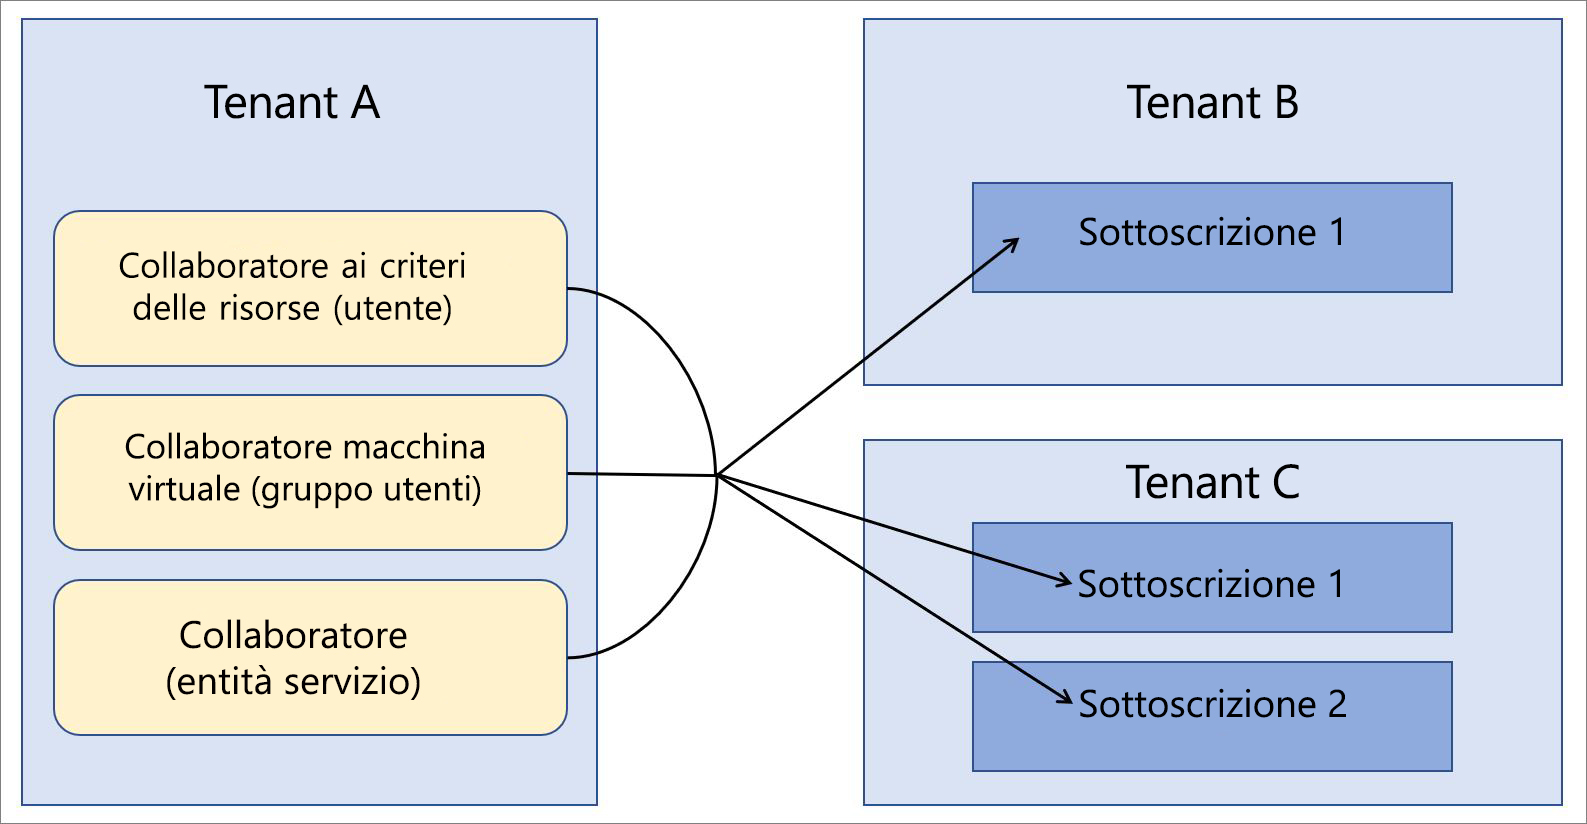 Tenant A
Collaboratore ai criteri
delle risorse (utente)
Collaboratore macchina
virtuale (gruppo utenti)
Collaboratore
(entità servizio)
Tenant B
Sottoscrizione 1
Tenant C
Sottoscrizione 1
Sottoscrizione 2